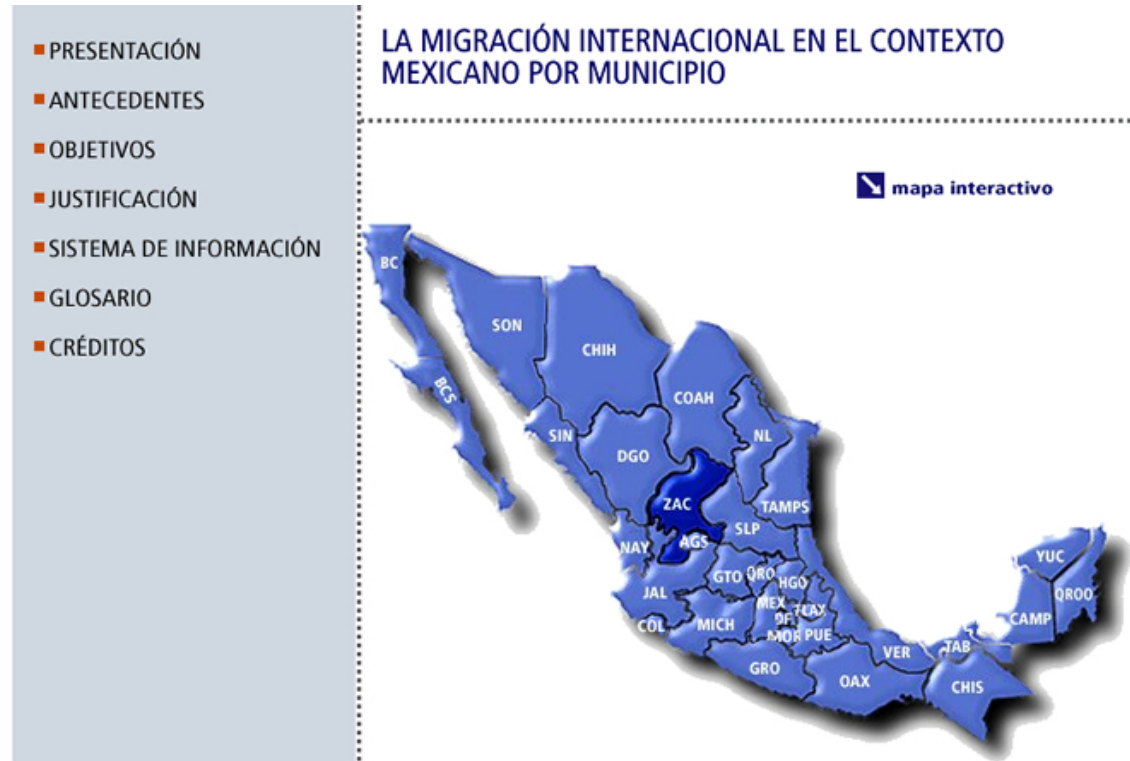 PRESENTACIÓN
ANTECEDENTES
OBJETIVOS
JUSTIFICACIÓN
SISTEMA DE INFORMACIÓN
GLOSARIO
CRÉDITOS
LA MIGRACIÓN INTERNACIONAL EN EL CONTEXTO
MEXICANO POR MUNICIPIO
mapa interactivo
BC
SON
CHIH
BCS
COAH
SIN
NL
DGO
ZAC
TAMPS
SLP
NAY
AGS
YUC
GTO
QRO
HGO
JAL
QROO
MEX
TLAX
CAMP
COL
MICH
DF
MOR
PUE
VER
TAB
GRO
OAX
CHIS